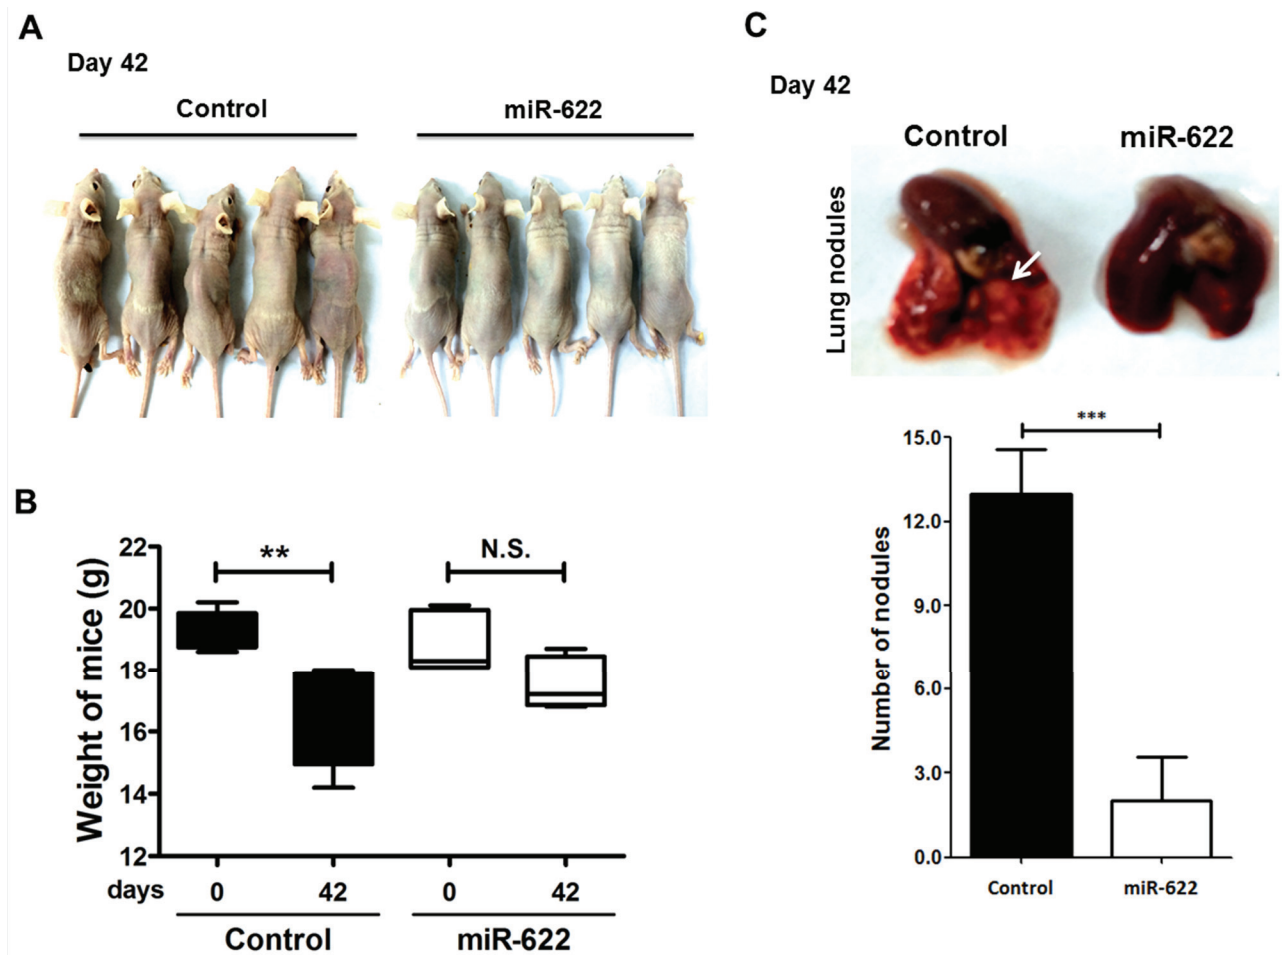 A
Day 42
Control
miR-622
B
Weight of mice (g)
22
20
18
16
14
12
**
N.S.
days
0
42
0
42
Control
miR-622
C
Day 42
Control
miR-622
Lung nodules
Number of nodules
15.0
12.0
9.0
6.0
3.0
0.0
***
Control
miR-622